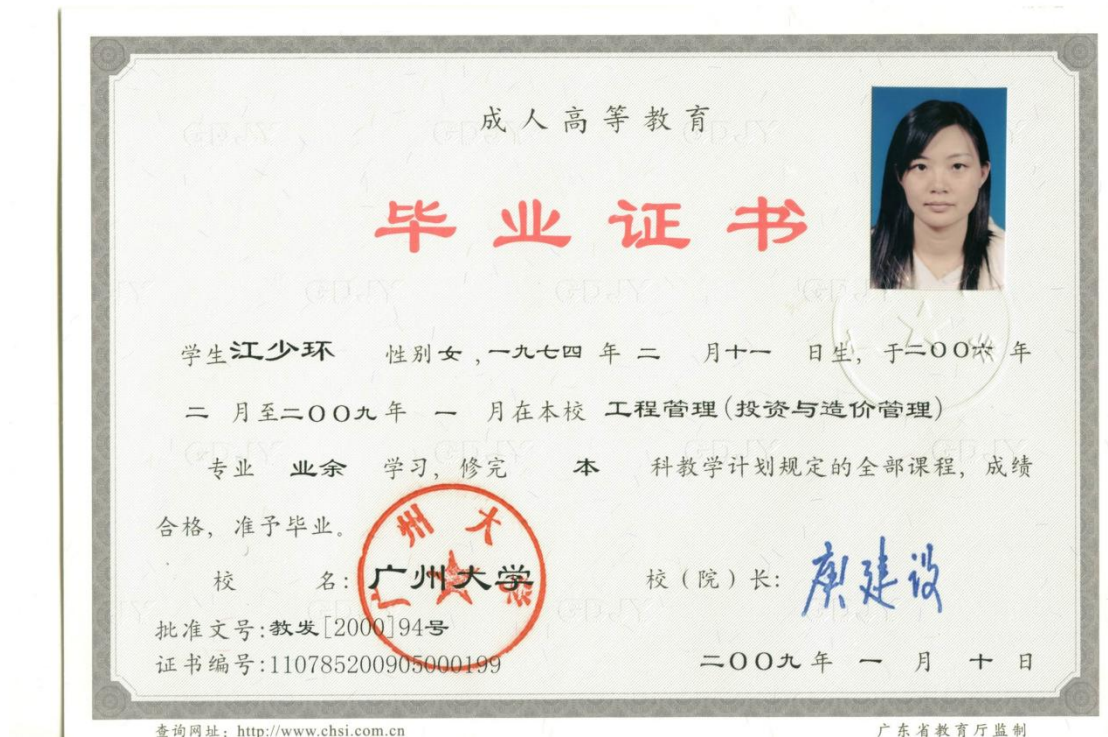 成人高等教育
毕业证书
学生江少环 性别女,一九七四年二月十一日生,于二〇〇六年
二月至二〇〇九年一月在本校 工程管理(投资与造价管理)
专业 业余 学习,修完 本 科教学计划规定的全部课程,成绩
合格,准予毕业。
校 名:广州大学 校(院)长:庾建设
批准文号:教发[2000]94号
证书编号:110785200905000199 二〇〇九年一月十日
查询网址:http://www.chsi.com.cn 广东省教育厅监制